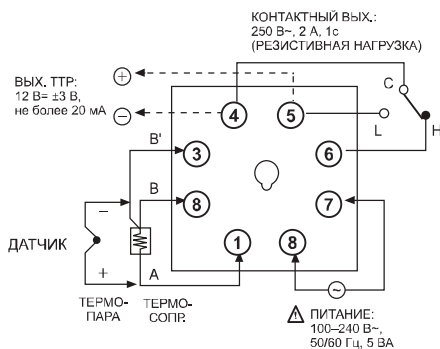 КОНТАКТНЫЙ ВЫХ.:
250 В~, 2 А, 1с
(РЕЗИСТИВНАЯ НАГРУЗКА)
ВЫХ. ТТР:
12 В= ±3 В,
не более 20 мА
+
−
C
L
H
4
5
3
6
8
7
1
8
B'
B
A
ДАТЧИК
−
+
ТЕРМО-
ПАРА
ТЕРМО-
СОПР.
~
⚠ ПИТАНИЕ:
100–240 В~,
50/60 Гц, 5 ВА